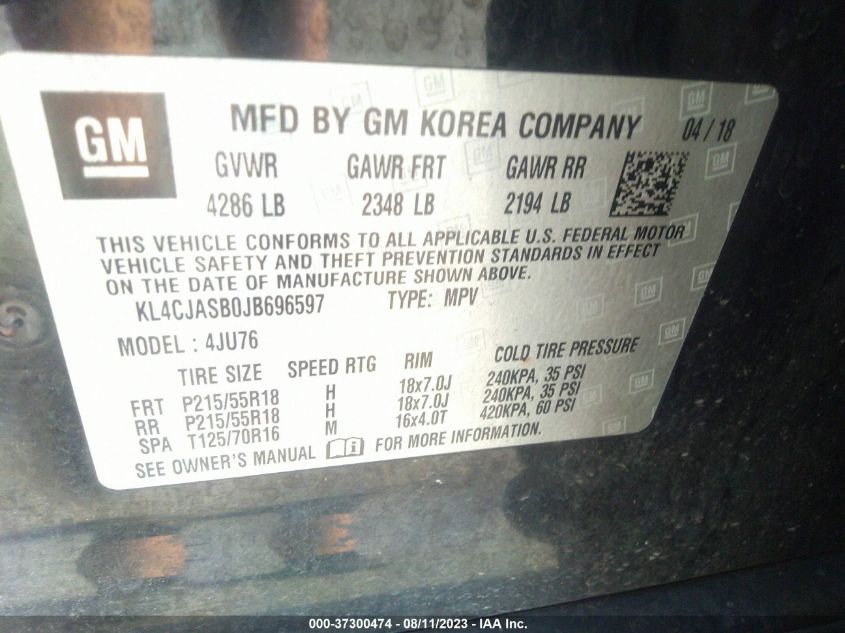 GM
MFD BY GM KOREA COMPANY 04/18
GVWR GAWR FRT GAWR RR
4286 LB 2348 LB 2194 LB
THIS VEHICLE CONFORMS TO ALL APPLICABLE U.S. FEDERAL MOTOR
VEHICLE SAFETY AND THEFT PREVENTION STANDARDS IN EFFECT
ON THE DATE OF MANUFACTURE SHOWN ABOVE.
KL4CJASB0JB696597 TYPE: MPV
MODEL : 4JU76
TIRE SIZE SPEED RTG RIM COLD TIRE PRESSURE
FRT P215/55R18 H 18x7.0J 240KPA, 35 PSI
RR P215/55R18 H 18x7.0J 240KPA, 35 PSI
SPA T125/70R16 M 16x4.0T 420KPA, 60 PSI
SEE OWNER'S MANUAL FOR MORE INFORMATION.
000-37300474 - 08/11/2023 - IAA Inc.